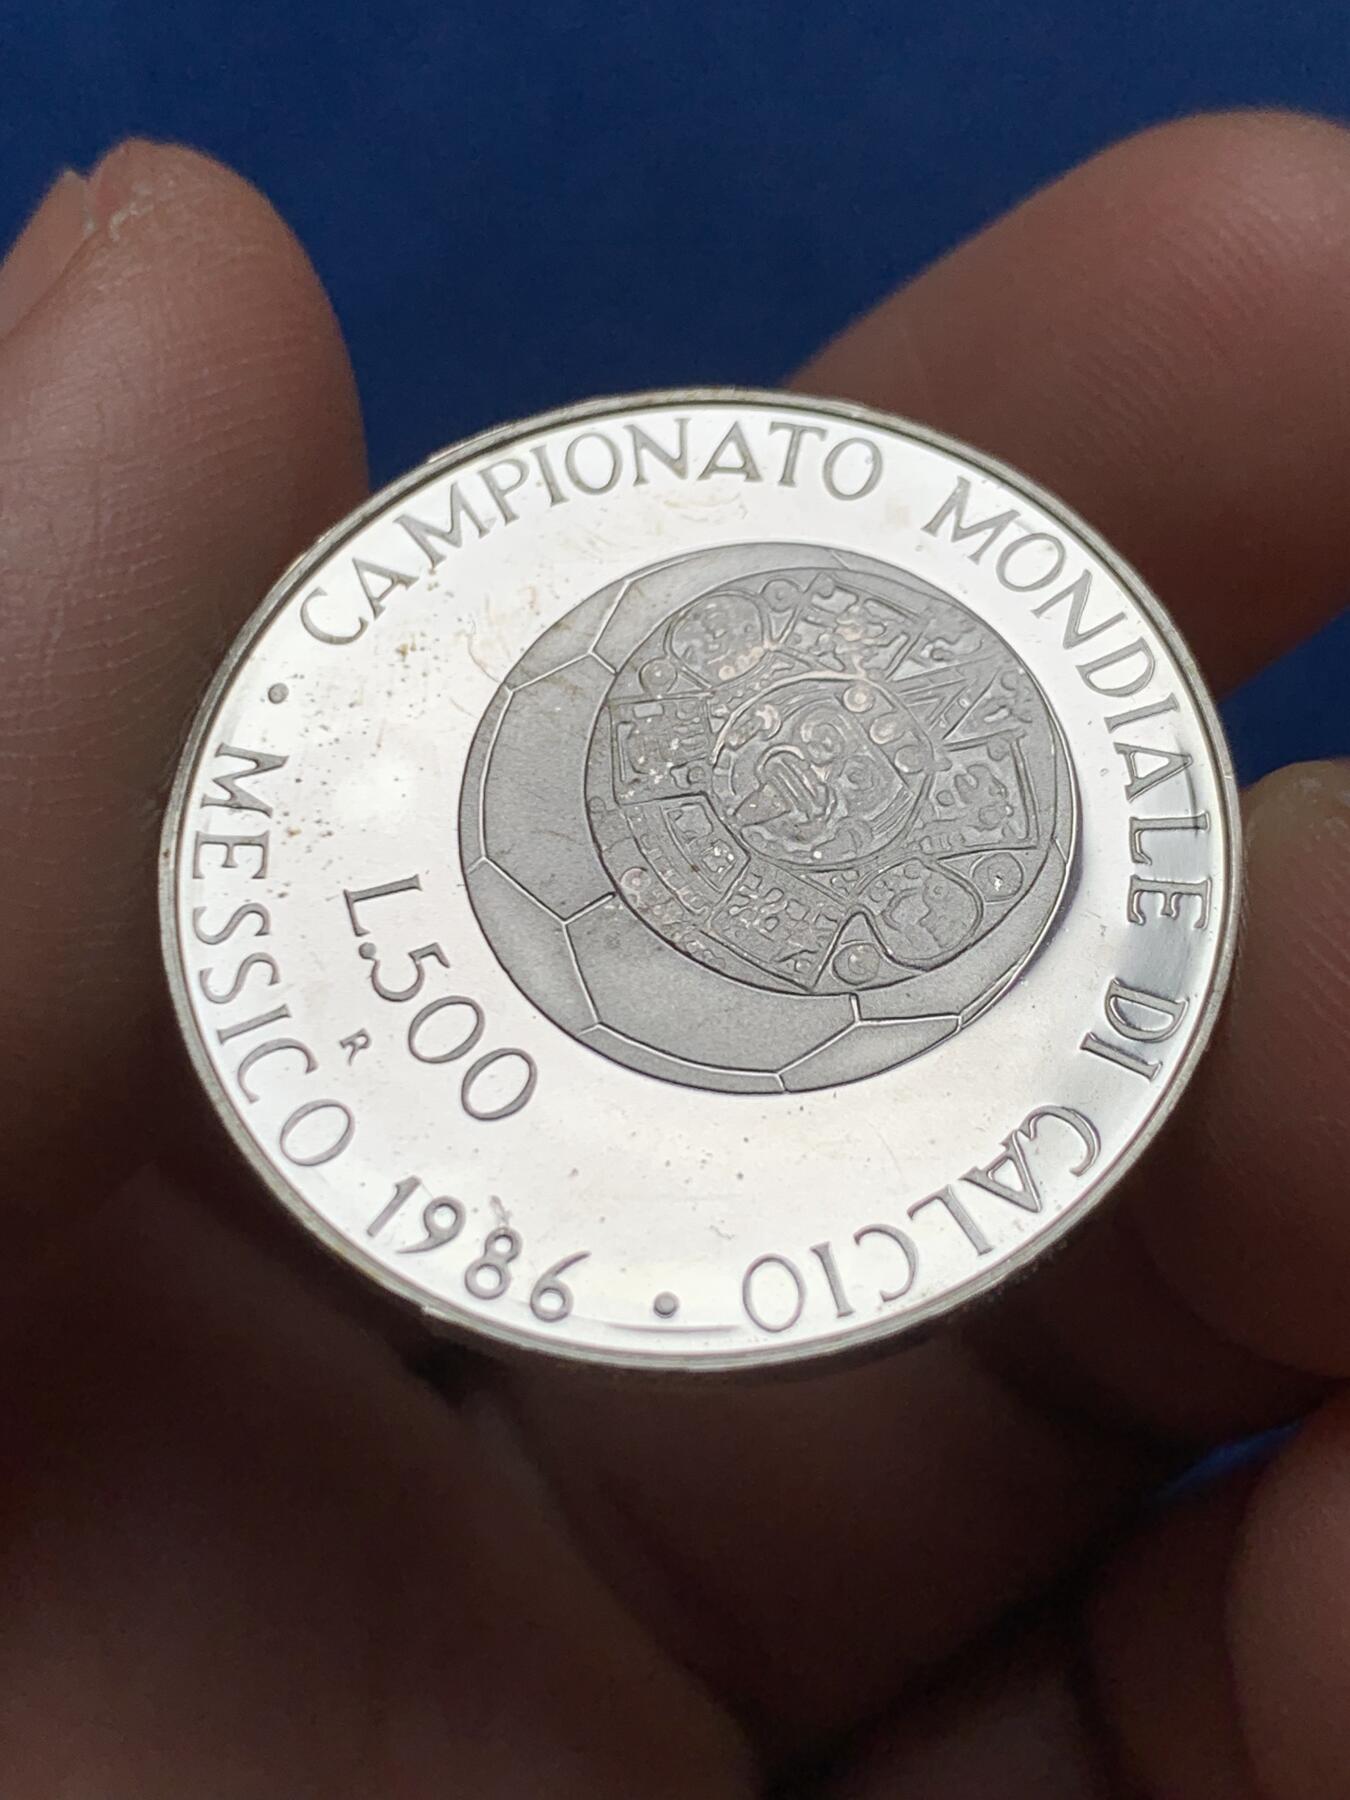 CAMPIONATO MONDIALE DI CALCIO
• MESSICO 1986 •
L.500
R